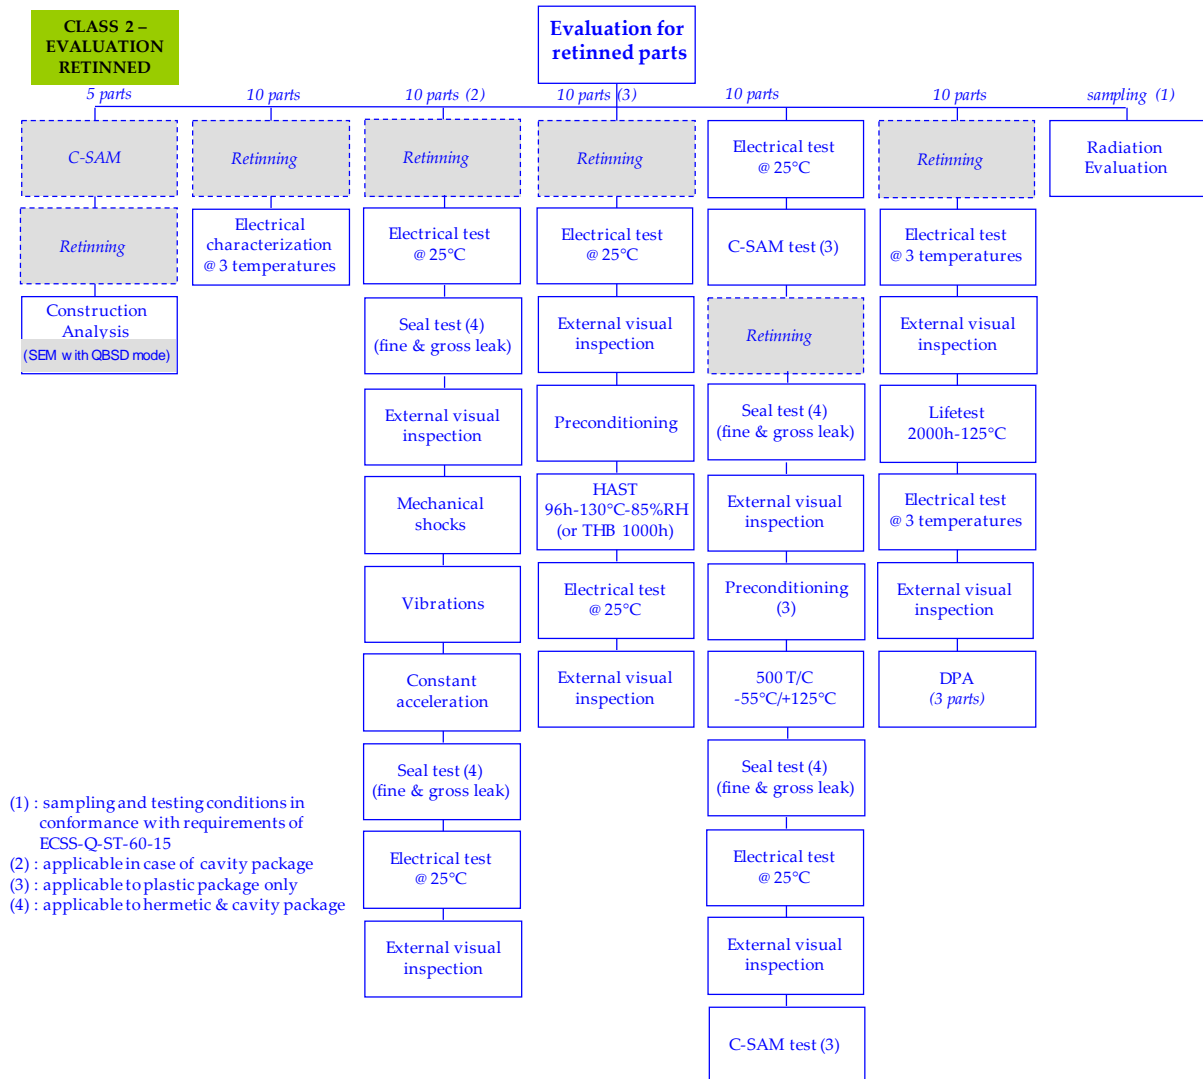 CLASS 2 –
EVALUATION
RETINNED
Evaluation for
retinned parts
5 parts
10 parts
10 parts (2)
10 parts (3)
10 parts
10 parts
sampling (1)
C-SAM
Retinning
Construction
Analysis
(SEM with QBSD mode)
Retinning
Electrical
characterization
@ 3 temperatures
Retinning
Electrical test
@ 25°C
Seal test (4)
(fine & gross leak)
External visual
inspection
Mechanical
shocks
Vibrations
Constant
acceleration
Seal test (4)
(fine & gross leak)
Electrical test
@ 25°C
External visual
inspection
Retinning
Electrical test
@ 25°C
External visual
inspection
Preconditioning
HAST
96h-130°C-85%RH
(or THB 1000h)
Electrical test
@ 25°C
External visual
inspection
Electrical test
@ 25°C
C-SAM test (3)
Retinning
Seal test (4)
(fine & gross leak)
External visual
inspection
Preconditioning
(3)
500 T/C
-55°C/+125°C
Seal test (4)
(fine & gross leak)
Electrical test
@ 25°C
External visual
inspection
C-SAM test (3)
Retinning
Electrical test
@ 3 temperatures
External visual
inspection
Lifetest
2000h-125°C
Electrical test
@ 3 temperatures
External visual
inspection
DPA
(3 parts)
Radiation
Evaluation
(1) : sampling and testing conditions in
conformance with requirements of
ECSS-Q-ST-60-15
(2) : applicable in case of cavity package
(3) : applicable to plastic package only
(4) : applicable to hermetic & cavity package